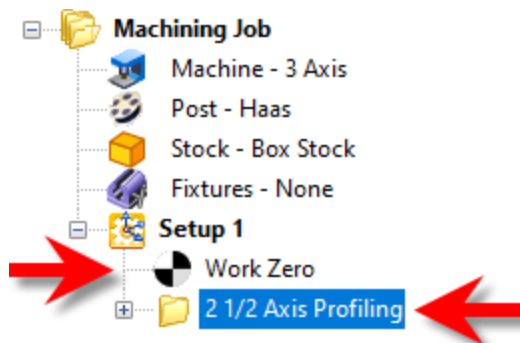 Machining Job
Machine - 3 Axis
Post - Haas
Stock - Box Stock
Fixtures - None
Setup 1
Work Zero
2 1/2 Axis Profiling